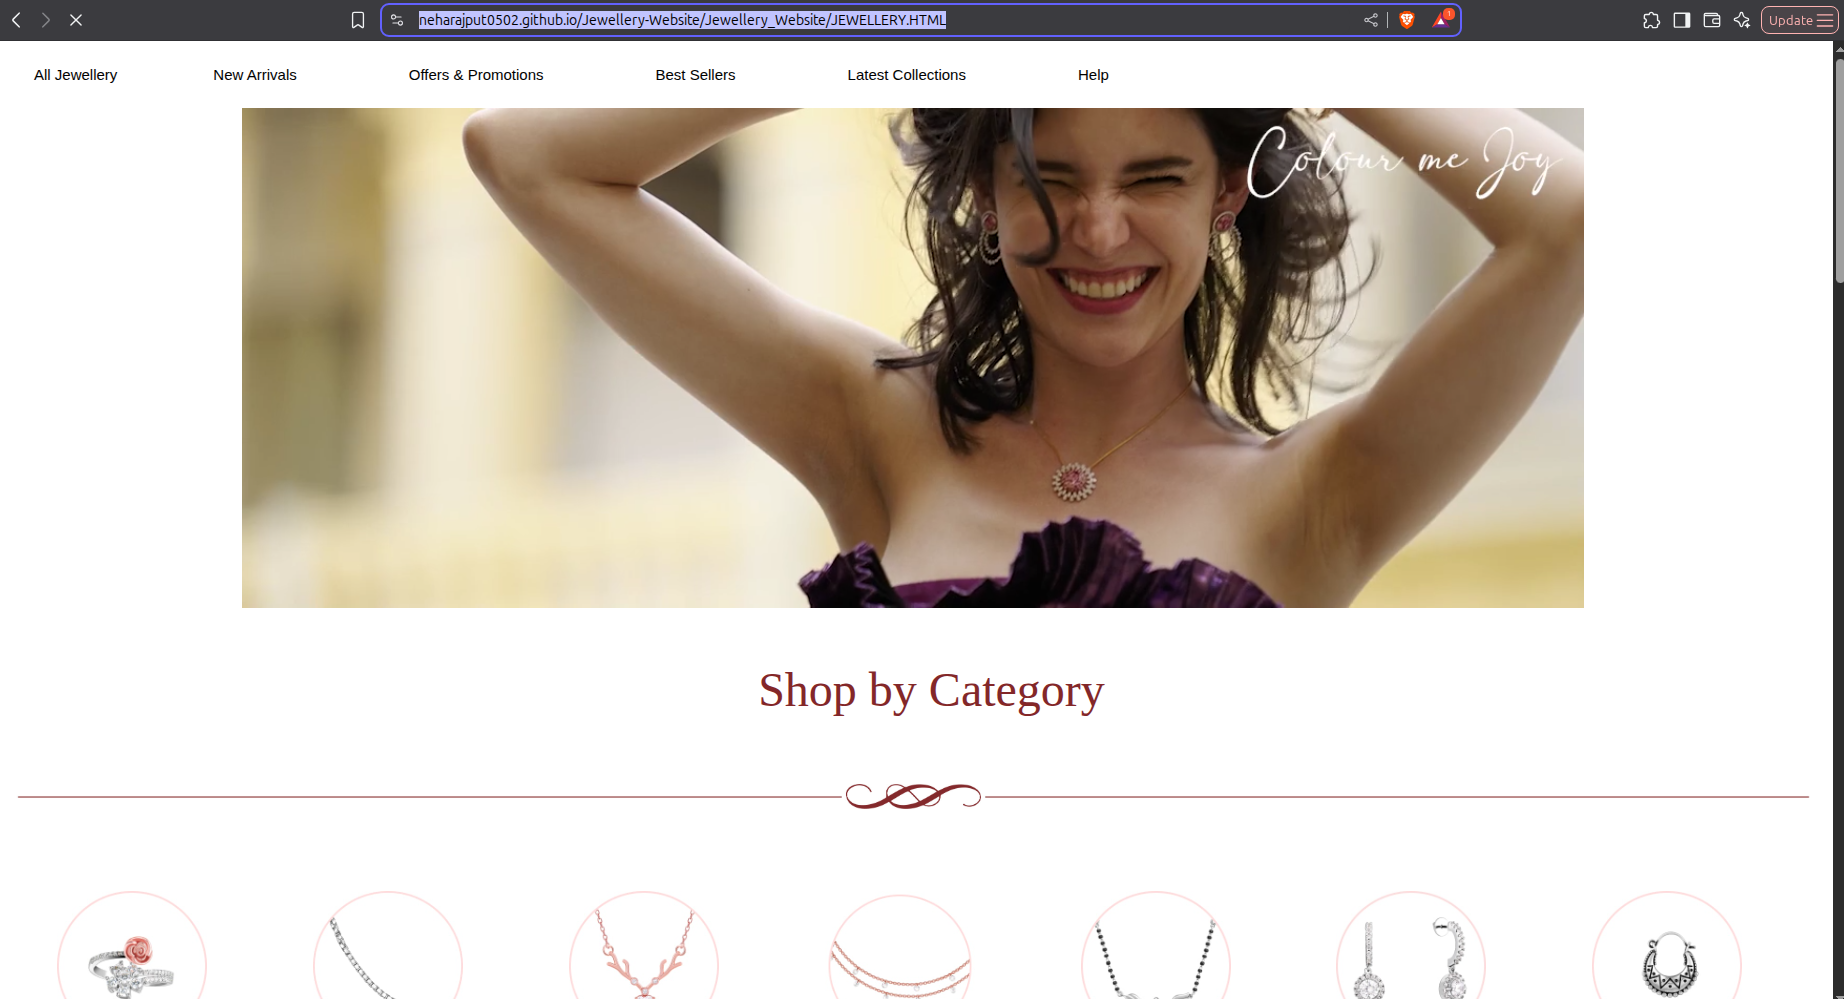 neharajput0502.github.io/Jewellery-Website/Jewellery_Website/JEWELLERY.HTML
1
Update
All Jewellery New Arrivals Offers & Promotions Best Sellers Latest Collections Help
Colour me Joy
Shop by Category